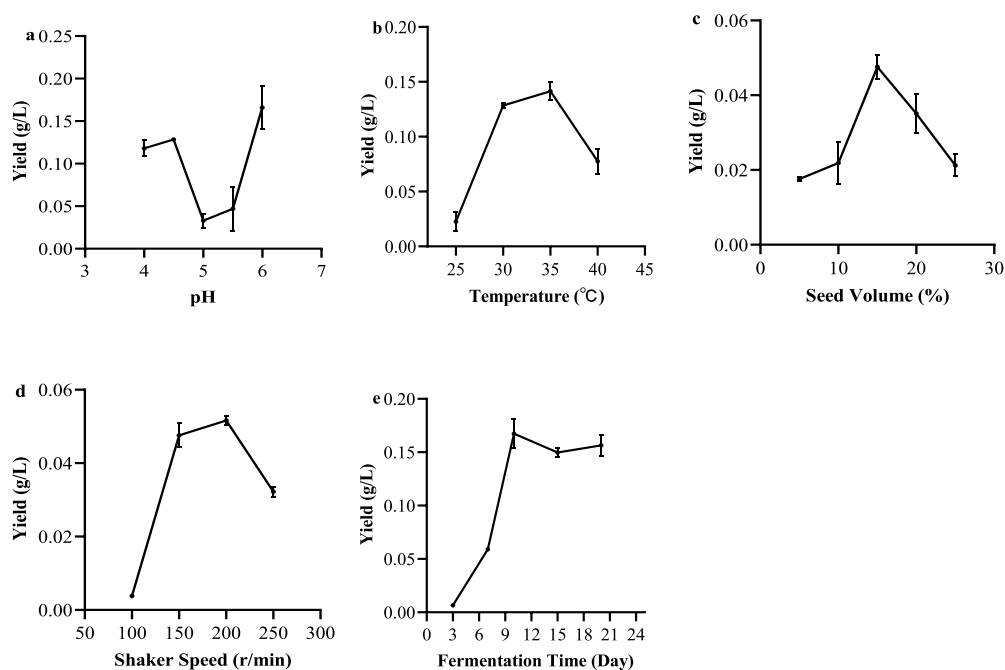 a
0.25
0.20
0.15
0.10
0.05
0.00
Yield (g/L)
3 4 5 6 7
pH
b
0.20
0.15
0.10
0.05
0.00
Yield (g/L)
25 30 35 40 45
Temperature (℃)
c
0.06
0.04
0.02
0.00
Yield (g/L)
0 10 20 30
Seed Volume (%)
d
0.06
0.04
0.02
0.00
Yield (g/L)
50 100 150 200 250 300
Shaker Speed (r/min)
e
0.20
0.15
0.10
0.05
0.00
Yield (g/L)
0 3 6 9 12 15 18 21 24
Fermentation Time (Day)